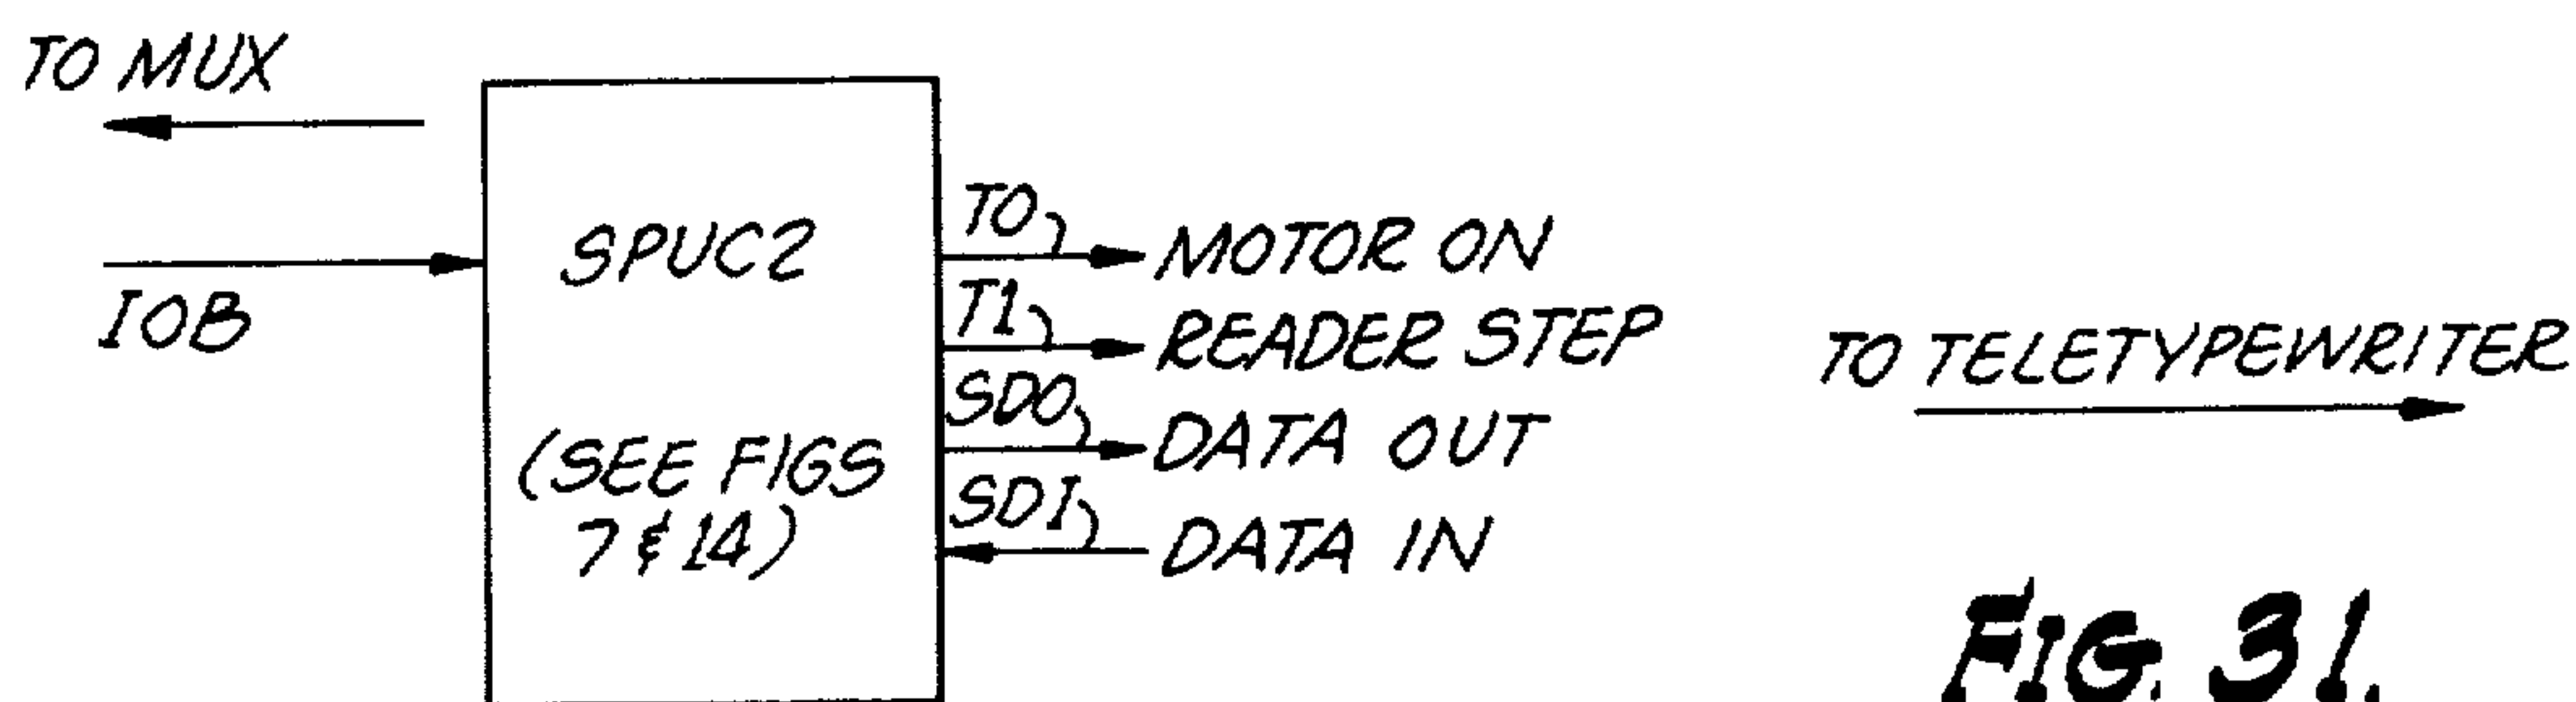 TO MUX
IOB
SPUC2
(SEE FIGS
7 & 14)
T0
MOTOR ON
T1
READER STEP
SDO
DATA OUT
SDI
DATA IN
TO TELETYPEWRITER
FIG. 31.